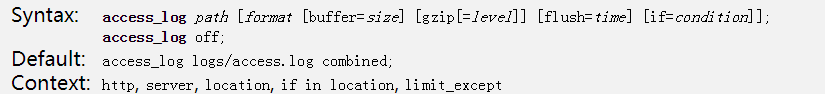 Syntax: access_log path [format [buffer=size] [gzip[=level]] [flush=time] [if=condition]];
access_log off;
Default: access_log logs/access.log combined;
Context: http, server, location, if in location, limit_except